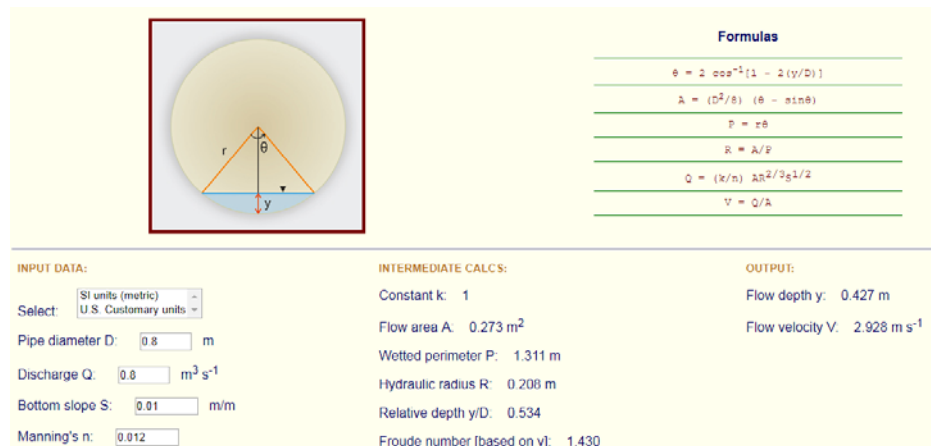 r
θ
y
Formulas
θ = 2 cos⁻¹[1 - 2(y/D)]
A = (D²/8) (θ - sinθ)
P = rθ
R = A/P
Q = (k/n) AR²/³S¹/²
V = Q/A
INPUT DATA:
Select: SI units (metric)
U.S. Customary units
Pipe diameter D: 0.8 m
Discharge Q: 0.8 m³ s⁻¹
Bottom slope S: 0.01 m/m
Manning's n: 0.012
INTERMEDIATE CALCS:
Constant k: 1
Flow area A: 0.273 m²
Wetted perimeter P: 1.311 m
Hydraulic radius R: 0.208 m
Relative depth y/D: 0.534
Froude number [based on y]: 1.430
OUTPUT:
Flow depth y: 0.427 m
Flow velocity V: 2.928 m s⁻¹